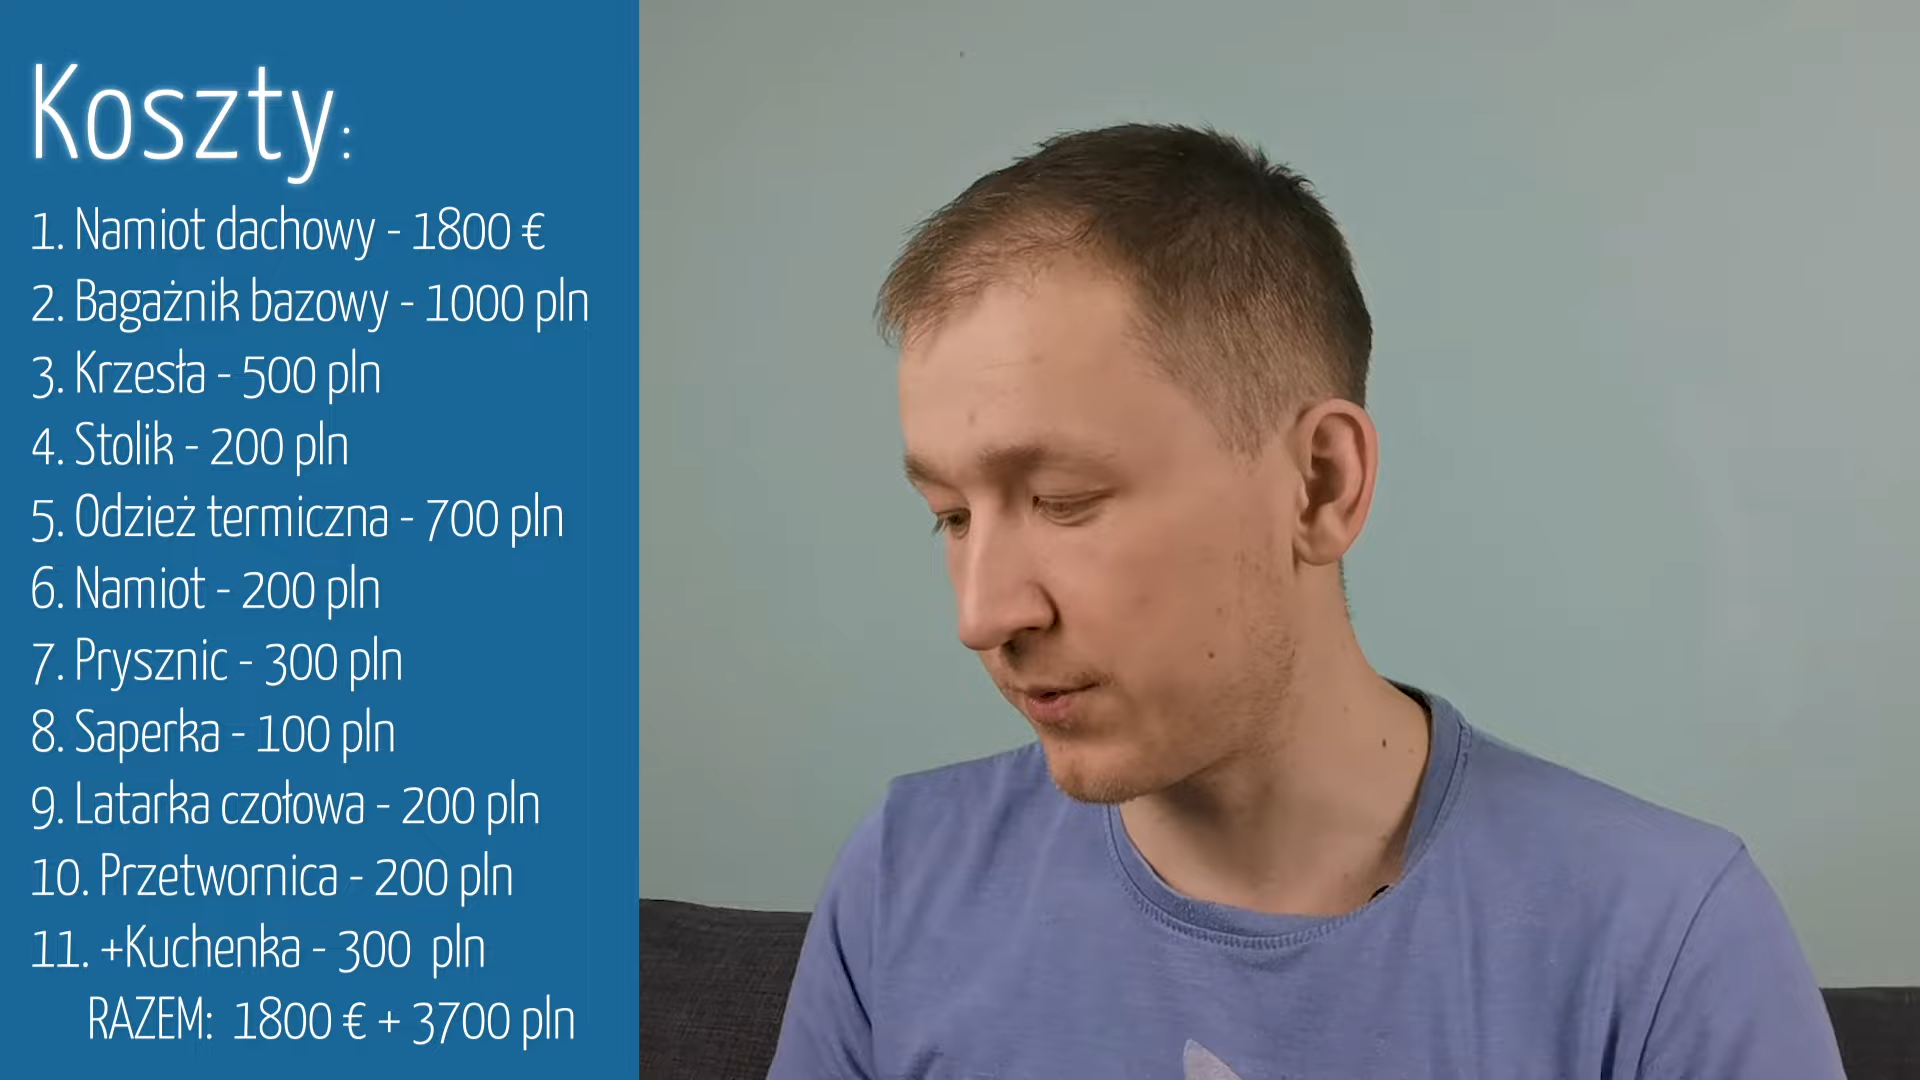 Koszty:
1. Namiot dachowy - 1800 €
2. Bagażnik bazowy - 1000 pln
3. Krzesła - 500 pln
4. Stolik - 200 pln
5. Odzież termiczna - 700 pln
6. Namiot - 200 pln
7. Prysznic - 300 pln
8. Saperka - 100 pln
9. Latarka czołowa - 200 pln
10. Przetwornica - 200 pln
11. +Kuchenka - 300 pln
RAZEM: 1800 € + 3700 pln